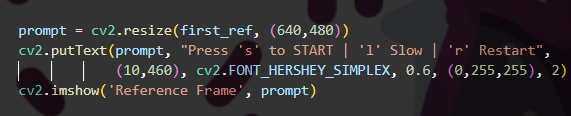 prompt = cv2.resize(first_ref, (640,480))
cv2.putText(prompt, "Press 's' to START | 'l' Slow | 'r' Restart",
(10,460), cv2.FONT_HERSHEY_SIMPLEX, 0.6, (0,255,255), 2)
cv2.imshow('Reference Frame', prompt)